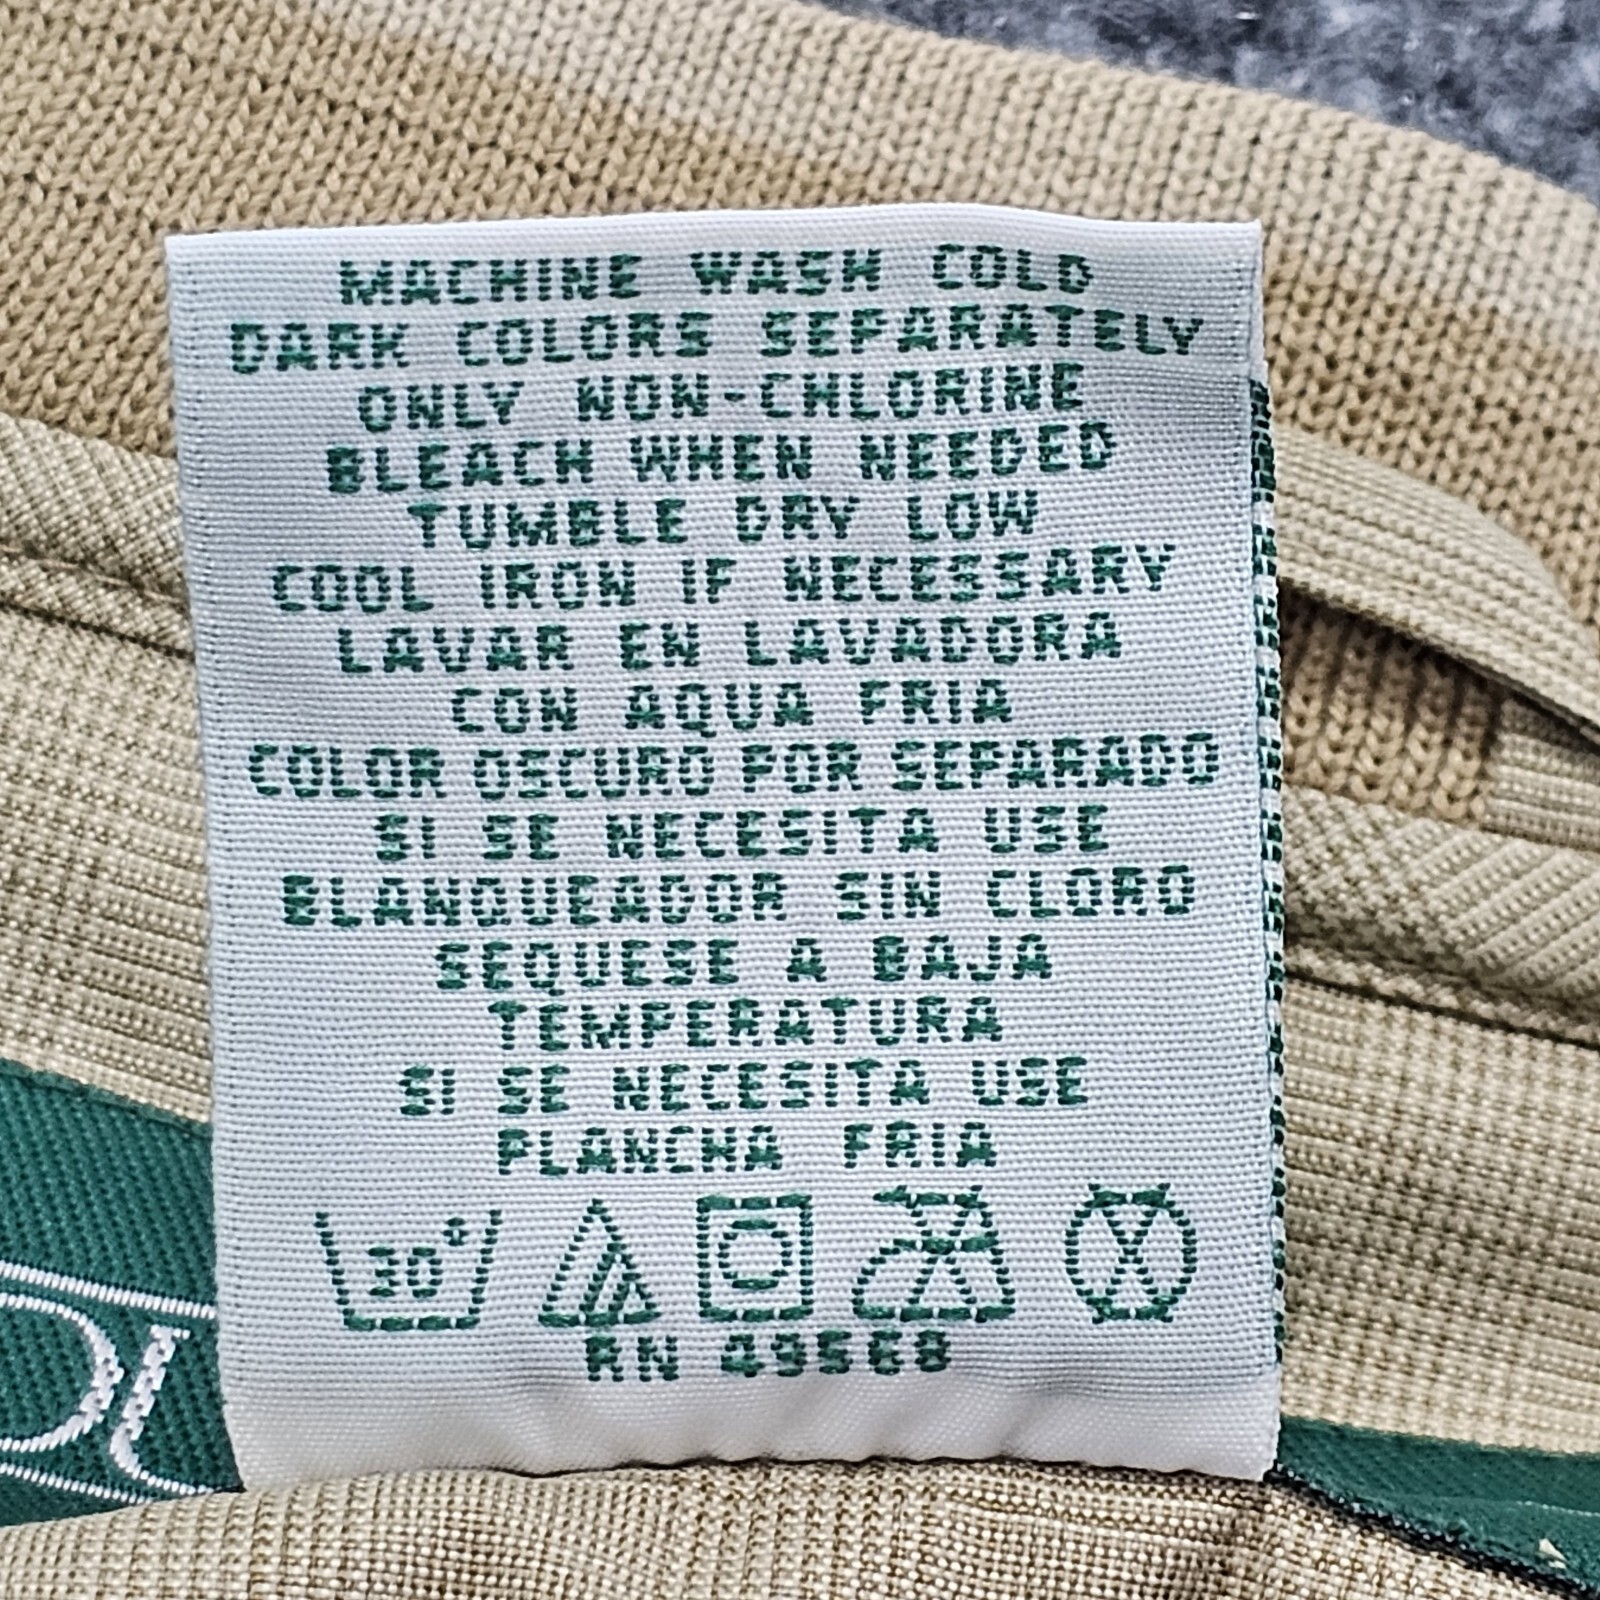 MACHINE WASH COLD
DARK COLORS SEPARATELY
ONLY NON-CHLORINE
BLEACH WHEN NEEDED
TUMBLE DRY LOW
COOL IRON IF NECESSARY
LAVAR EN LAVADORA
CON AQUA FRIA
COLOR OSCURO POR SEPARADO
SI SE NECESITA USE
BLANQUEADOR SIN CLORO
SEQUESE A BAJA
TEMPERATURA
SI SE NECESITA USE
PLANCHA FRIA
30°
RN 49568